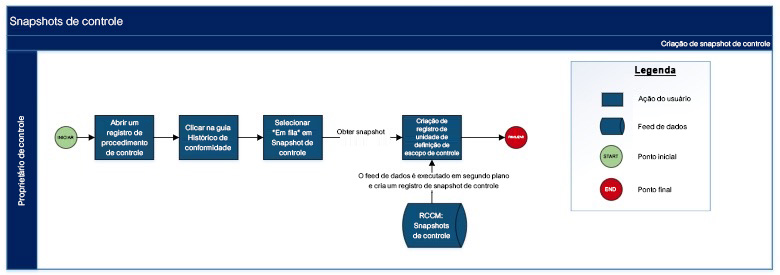 Snapshots de controle
Criação de snapshot de controle
Proprietário de controle
INICIAR
Abrir um
registro de
procedimento
de controle
Clicar na guia
Histórico de
conformidade
Selecionar
"Em fila" em
Snapshot de
controle
Obter snapshot
Criação de
registro de
unidade de
definição de
escopo de controle
FINALIZAR
O feed de dados é executado em segundo plano
e cria um registro de snapshot de controle
RCCM:
Snapshots
de controle
Legenda
Ação do usuário
Feed de dados
START
Ponto inicial
END
Ponto final